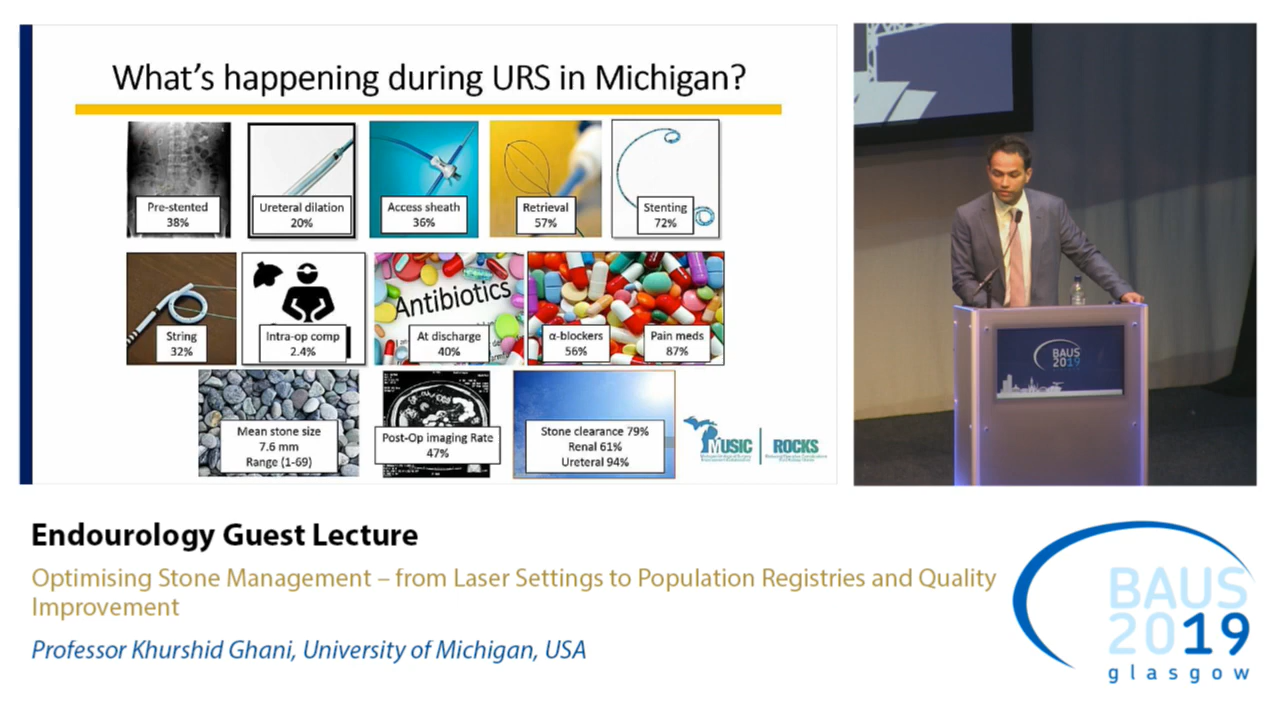 What's happening during URS in Michigan?
Pre-stented
38%
Ureteral dilation
20%
Access sheath
36%
Retrieval
57%
Stenting
72%
String
32%
Intra-op comp
2.4%
Antibiotics
At discharge
40%
α-blockers
56%
Pain meds
87%
Mean stone size
7.6 mm
Range (1-69)
Post-Op imaging Rate
47%
Stone clearance 79%
Renal 61%
Ureteral 94%
MUSIC
ROCKS
BAUS
2019
Endourology Guest Lecture
Optimising Stone Management – from Laser Settings to Population Registries and Quality
Improvement
Professor Khurshid Ghani, University of Michigan, USA
BAUS
2019
glasgow